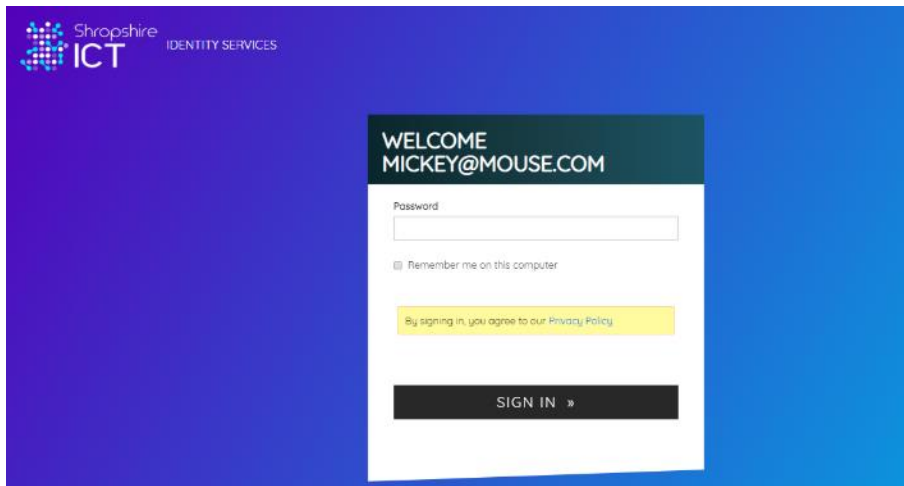 Shropshire
ICT
IDENTITY SERVICES
WELCOME
MICKEY@MOUSE.COM
Password
Remember me on this computer
By signing in, you agree to our Privacy Policy
SIGN IN »